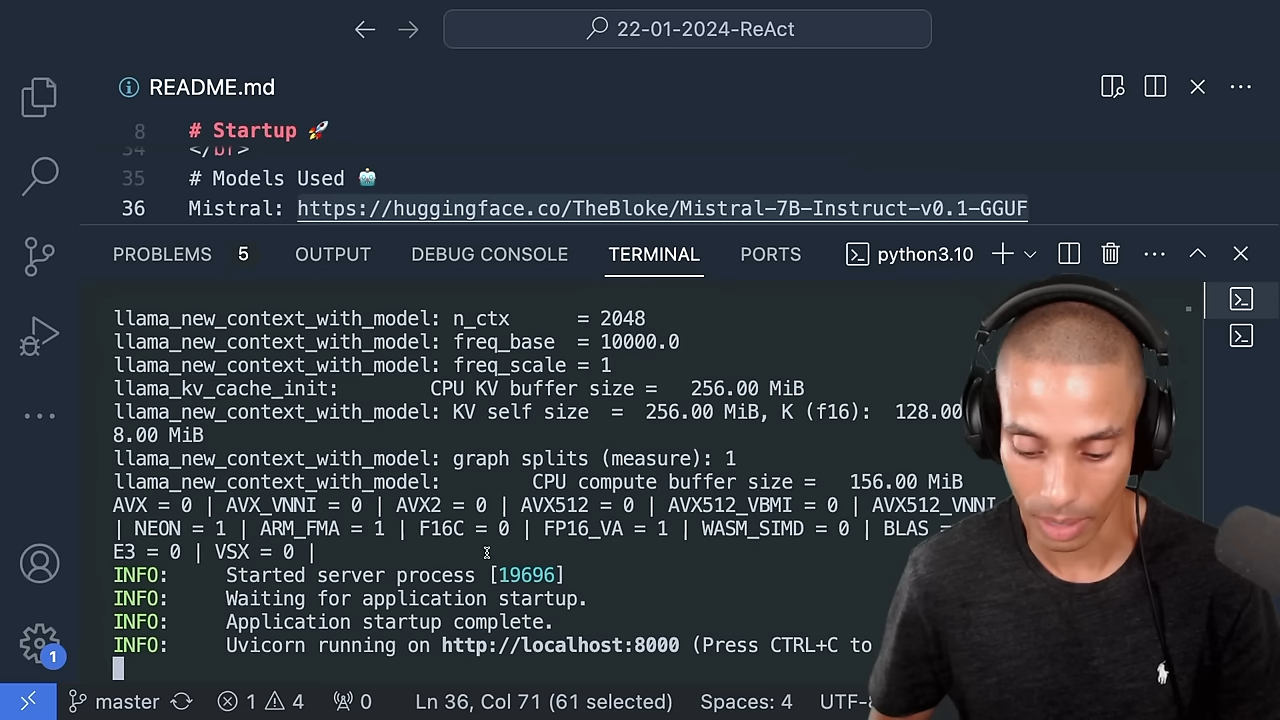 22-01-2024-ReAct
README.md
8 # Startup 🚀
34 </br>
35 # Models Used 🤖
36 Mistral: https://huggingface.co/TheBloke/Mistral-7B-Instruct-v0.1-GGUF
PROBLEMS 5 OUTPUT DEBUG CONSOLE TERMINAL PORTS python3.10
llama_new_context_with_model: n_ctx = 2048
llama_new_context_with_model: freq_base = 10000.0
llama_new_context_with_model: freq_scale = 1
llama_kv_cache_init: CPU KV buffer size = 256.00 MiB
llama_new_context_with_model: KV self size = 256.00 MiB, K (f16): 128.00
8.00 MiB
llama_new_context_with_model: graph splits (measure): 1
llama_new_context_with_model: CPU compute buffer size = 156.00 MiB
AVX = 0 | AVX_VNNI = 0 | AVX2 = 0 | AVX512 = 0 | AVX512_VBMI = 0 | AVX512_VNNI
| NEON = 1 | ARM_FMA = 1 | F16C = 0 | FP16_VA = 1 | WASM_SIMD = 0 | BLAS =
E3 = 0 | VSX = 0 |
INFO: Started server process [19696]
INFO: Waiting for application startup.
INFO: Application startup complete.
INFO: Uvicorn running on http://localhost:8000 (Press CTRL+C to
1
master 1 4 0 Ln 36, Col 71 (61 selected) Spaces: 4 UTF-8